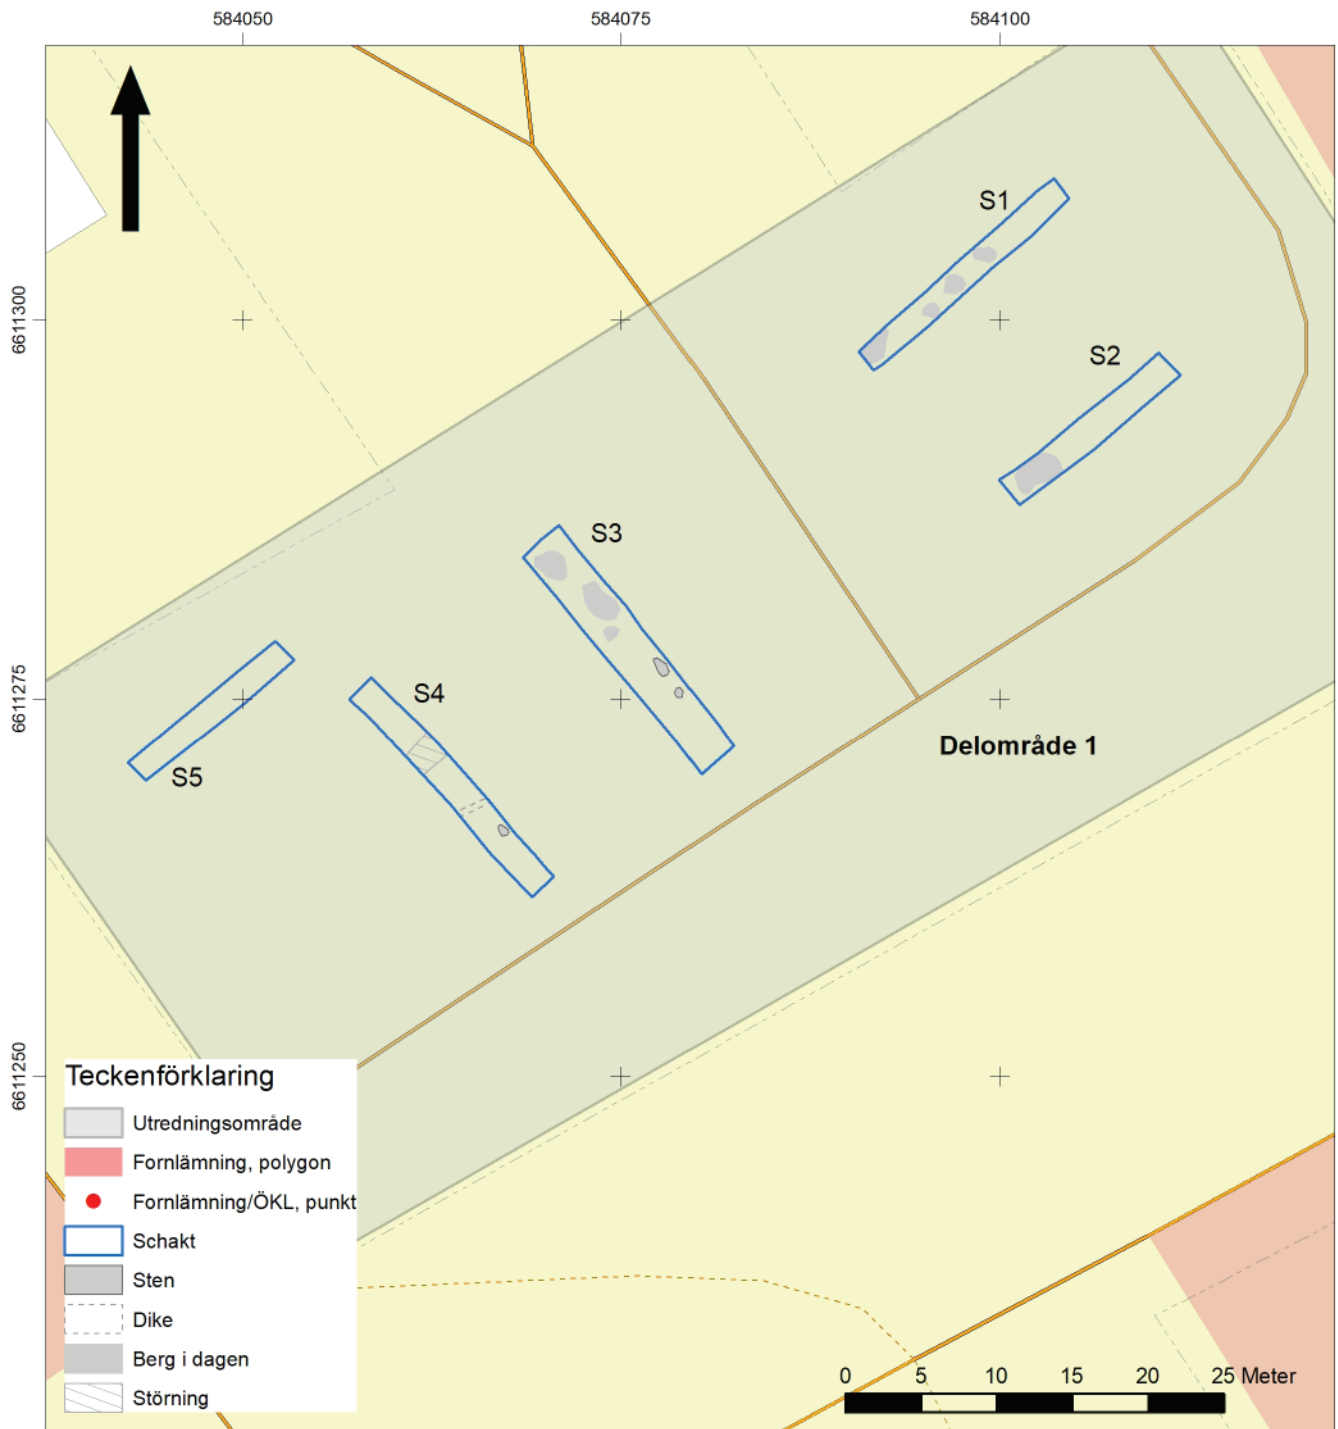 584050 584075 584100
S1
6611300
S2
S3
S4
6611275
Delområde 1
S5
6611250
Teckenförklaring
Utredningsområde
Fornlämning, polygon
Fornlämning/ÖKL, punkt
Schakt
Sten
Dike
Berg i dagen
Störning
0 5 10 15 20 25 Meter